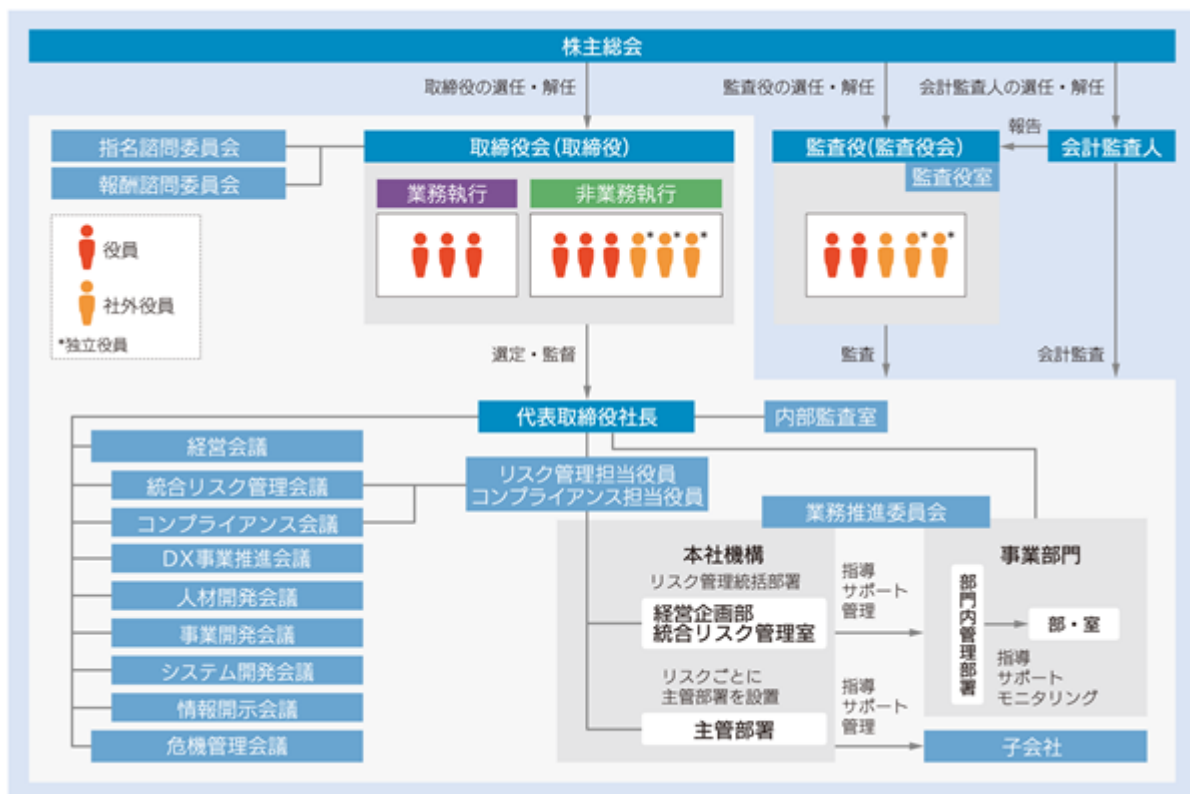 株主総会
取締役の選任・解任
監査役の選任・解任
会計監査人の選任・解任
指名諮問委員会
報酬諮問委員会
取締役会(取締役)
監査役(監査役会)
監査役室
報告
会計監査人
業務執行
非業務執行
* * *
* *
役員
社外役員
*独立役員
選定・監督
監査
会計監査
代表取締役社長
内部監査室
経営会議
統合リスク管理会議
コンプライアンス会議
DX事業推進会議
人材開発会議
事業開発会議
システム開発会議
情報開示会議
危機管理会議
リスク管理担当役員
コンプライアンス担当役員
業務推進委員会
本社機構
リスク管理統括部署
経営企画部
統合リスク管理室
リスクごとに
主管部署を設置
主管部署
指導
サポート
管理
指導
サポート
管理
事業部門
部門内管理部署
部・室
指導
サポート
モニタリング
子会社